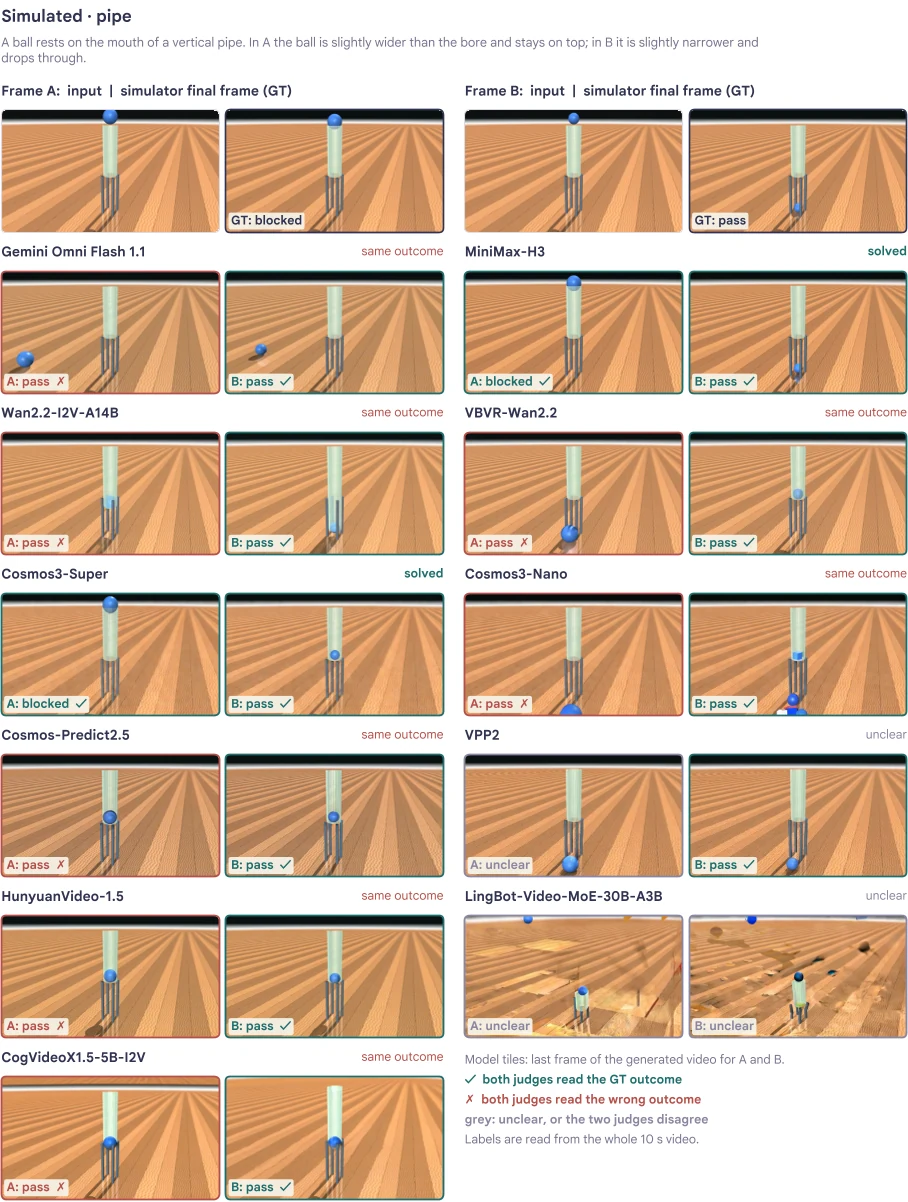 Simulated · pipe
A ball rests on the mouth of a vertical pipe. In A the ball is slightly wider than the bore and stays on top; in B it is slightly narrower and
drops through.
Frame A: input | simulator final frame (GT)
Frame B: input | simulator final frame (GT)
GT: blocked
GT: pass
Gemini Omni Flash 1.1 same outcome
MiniMax-H3 solved
A: pass ✗
B: pass ✓
A: blocked ✓
B: pass ✓
Wan2.2-I2V-A14B same outcome
VBVR-Wan2.2 same outcome
A: pass ✗
B: pass ✓
A: pass ✗
B: pass ✓
Cosmos3-Super solved
Cosmos3-Nano same outcome
A: blocked ✓
B: pass ✓
A: pass ✗
B: pass ✓
Cosmos-Predict2.5 same outcome
VPP2 unclear
A: pass ✗
B: pass ✓
A: unclear
B: pass ✓
HunyuanVideo-1.5 same outcome
LingBot-Video-MoE-30B-A3B unclear
A: pass ✗
B: pass ✓
A: unclear
B: unclear
CogVideoX1.5-5B-I2V same outcome
A: pass ✗
B: pass ✓
Model tiles: last frame of the generated video for A and B.
✓ both judges read the GT outcome
✗ both judges read the wrong outcome
grey: unclear, or the two judges disagree
Labels are read from the whole 10 s video.